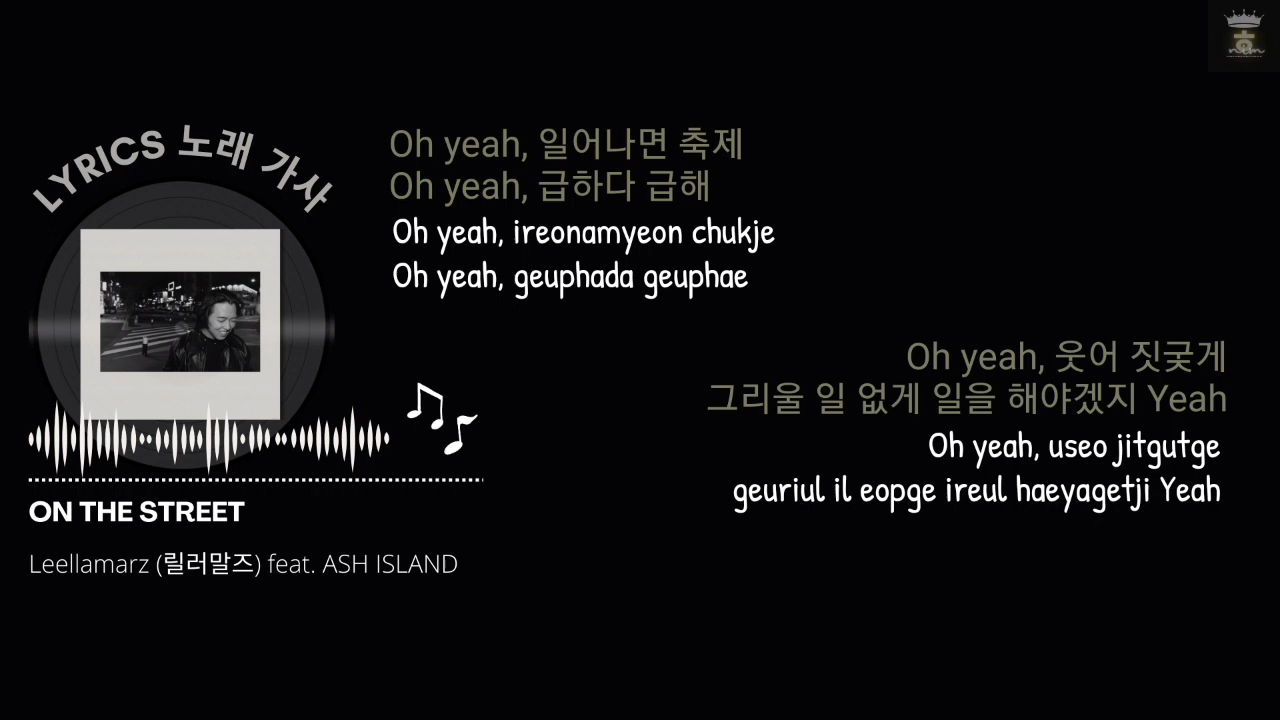 LYRICS 노래 가사
Oh yeah, 일어나면 축제
Oh yeah, 급하다 급해
Oh yeah, ireonamyeon chukje
Oh yeah, geuphada geuphae
Oh yeah, 웃어 짓궂게
그리울 일 없게 일을 해야겠지 Yeah
Oh yeah, useo jitgutge
geuriul il eopge ireul haeyagetji Yeah
ON THE STREET
Leellamarz (릴러말즈) feat. ASH ISLAND
흐